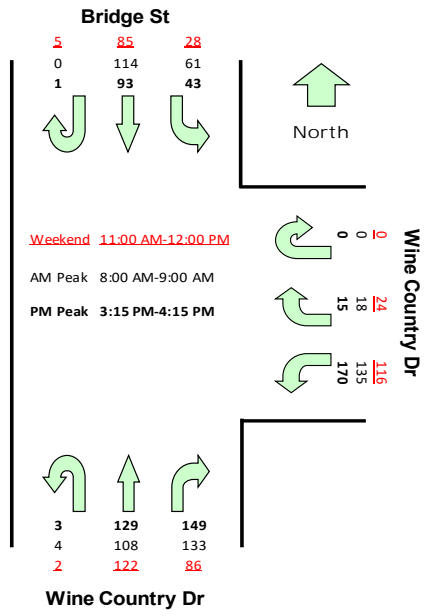 Bridge St
5 85 28
0 114 61
1 93 43
North
Weekend 11:00 AM-12:00 PM
AM Peak 8:00 AM-9:00 AM
PM Peak 3:15 PM-4:15 PM
0 0 0
15 18 24
170 135 116
Wine Country Dr
3 129 149
4 108 133
2 122 86
Wine Country Dr